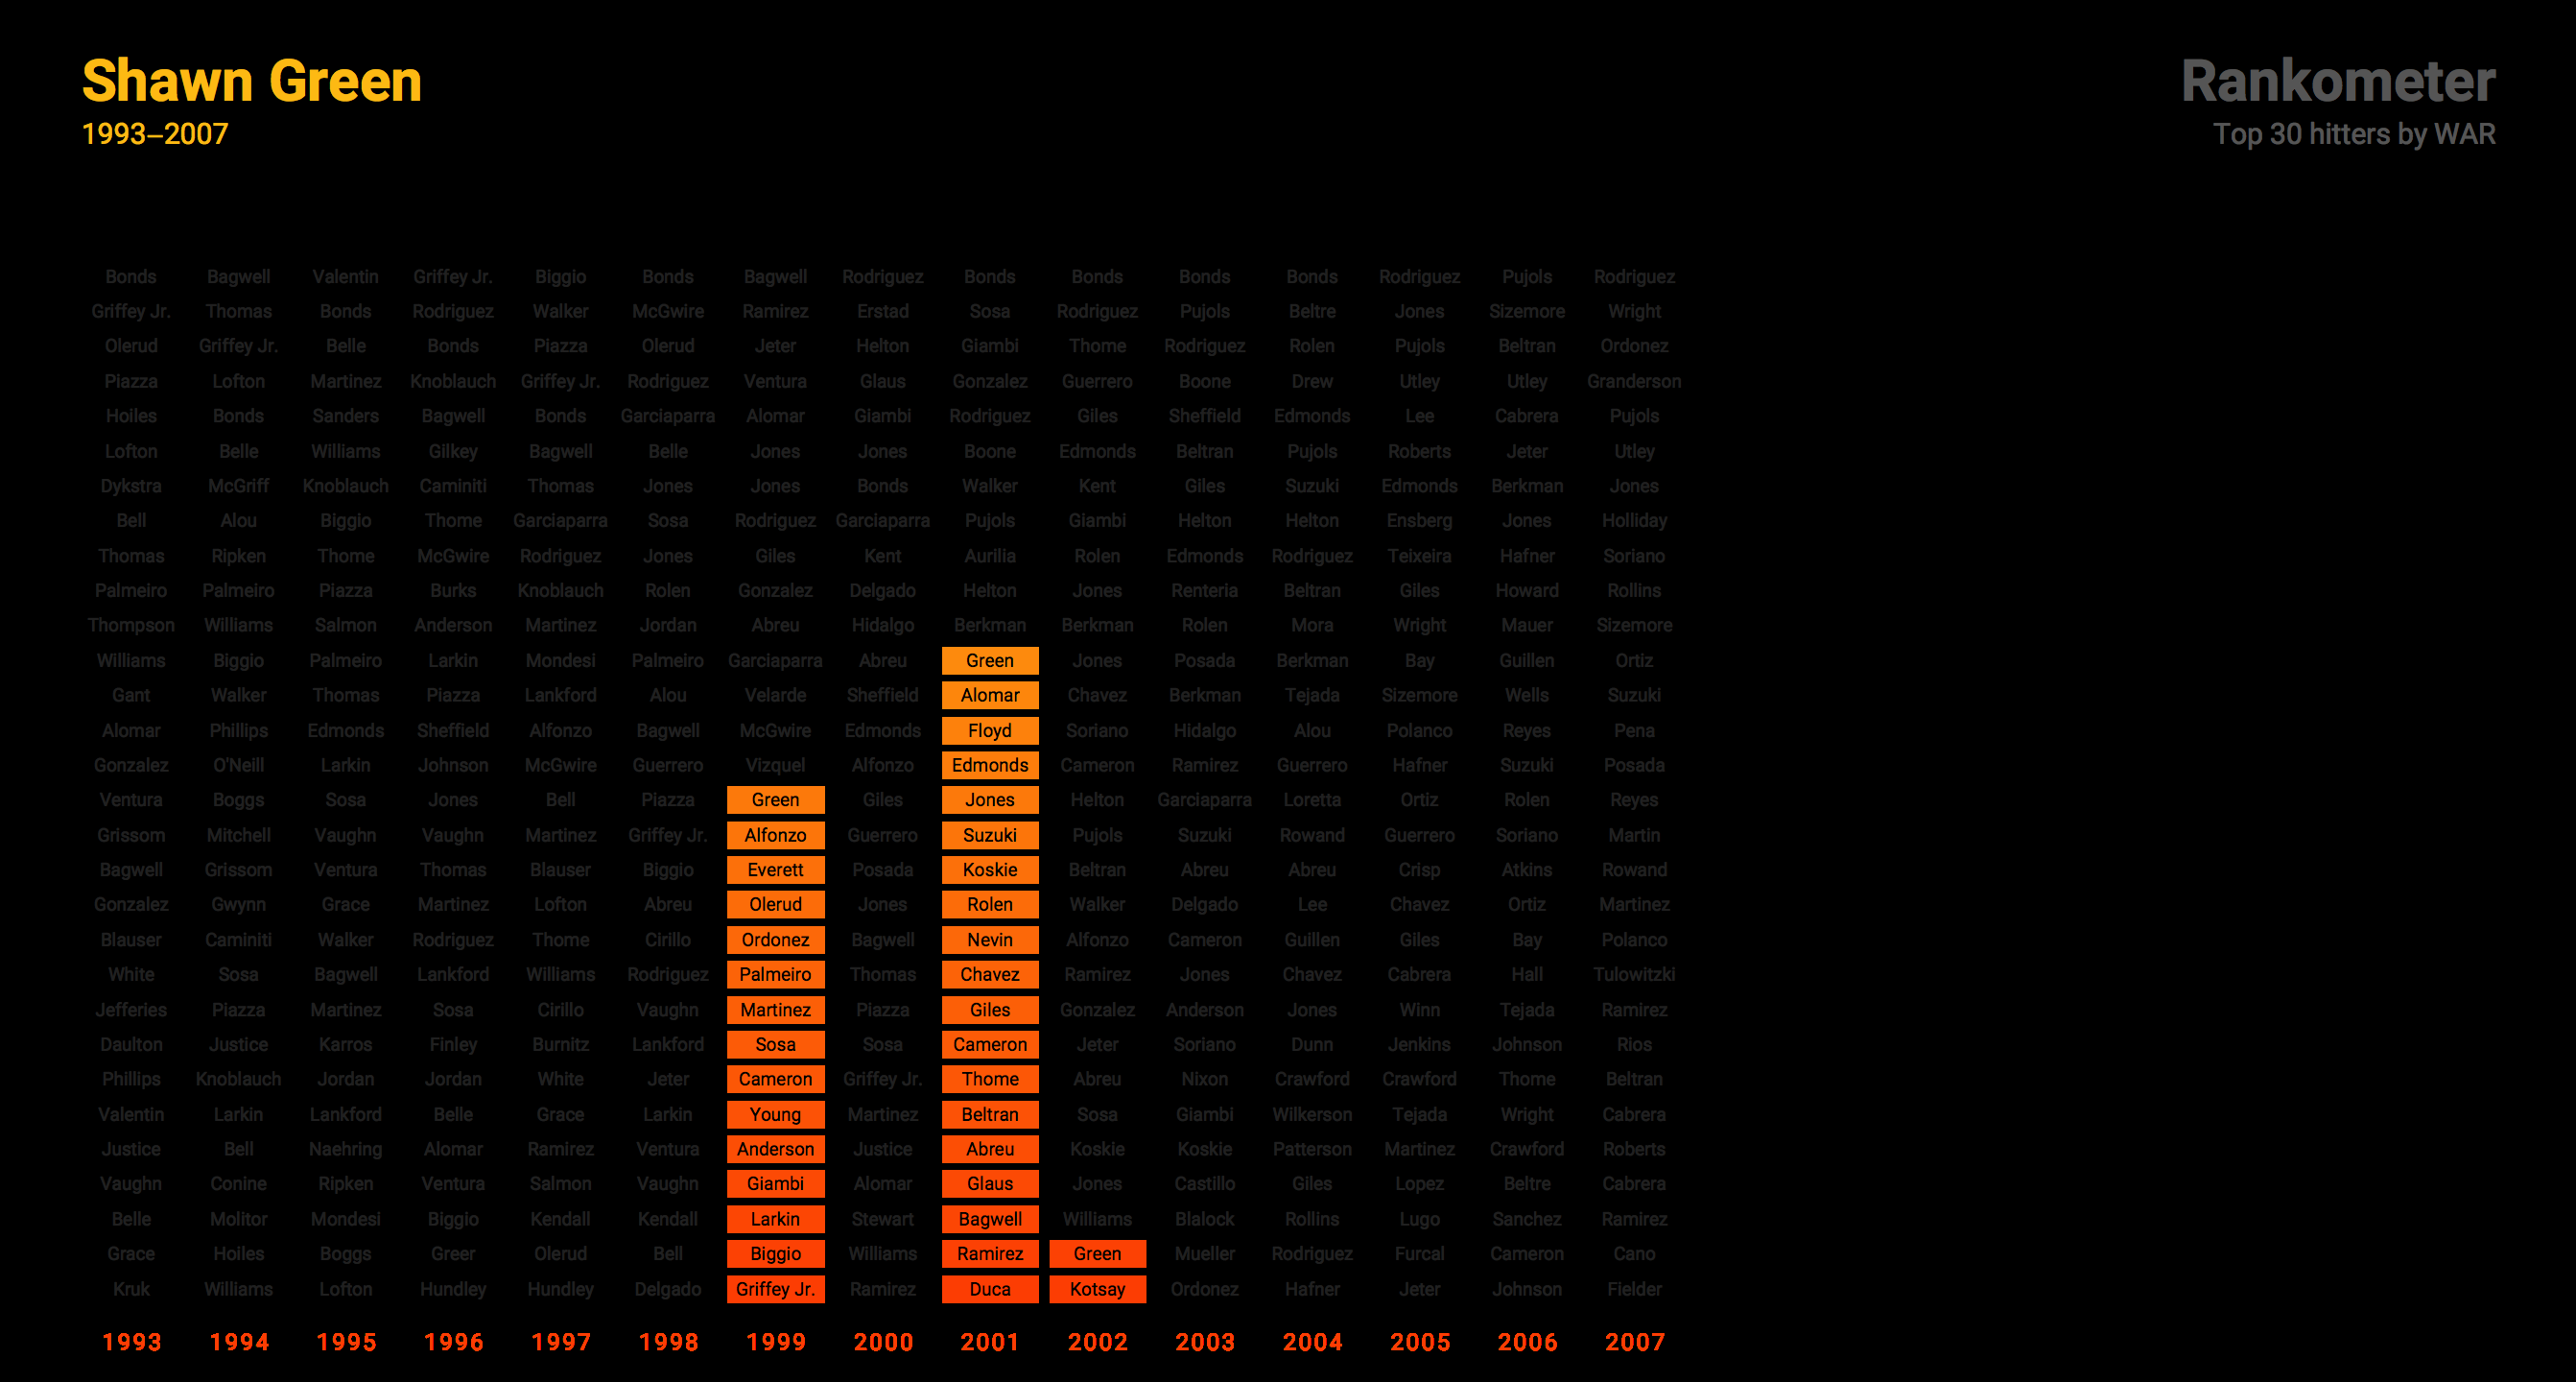 Shawn Green
1993–2007
Rankometer
Top 30 hitters by WAR
Bonds Bagwell Valentin Griffey Jr. Biggio Bonds Bagwell Rodriguez Bonds Bonds Bonds Bonds Rodriguez Pujols Rodriguez
Griffey Jr. Thomas Bonds Rodriguez Walker McGwire Ramirez Erstad Sosa Rodriguez Pujols Beltre Jones Sizemore Wright
Olerud Griffey Jr. Belle Bonds Piazza Olerud Jeter Helton Giambi Thome Rodriguez Rolen Pujols Beltran Ordonez
Piazza Lofton Martinez Knoblauch Griffey Jr. Rodriguez Ventura Glaus Gonzalez Guerrero Boone Drew Utley Utley Granderson
Hoiles Bonds Sanders Bagwell Bonds Garciaparra Alomar Giambi Rodriguez Giles Sheffield Edmonds Lee Cabrera Pujols
Lofton Belle Williams Gilkey Bagwell Belle Jones Jones Boone Edmonds Beltran Pujols Roberts Jeter Utley
Dykstra McGriff Knoblauch Caminiti Thomas Jones Jones Bonds Walker Kent Giles Suzuki Edmonds Berkman Jones
Bell Alou Biggio Thome Garciaparra Sosa Rodriguez Garciaparra Pujols Giambi Helton Helton Ensberg Jones Holliday
Thomas Ripken Thome McGwire Rodriguez Jones Giles Kent Aurilia Rolen Edmonds Rodriguez Teixeira Hafner Soriano
Palmeiro Palmeiro Piazza Burks Knoblauch Rolen Gonzalez Delgado Helton Jones Renteria Beltran Giles Howard Rollins
Thompson Williams Salmon Anderson Martinez Jordan Abreu Hidalgo Berkman Berkman Rolen Mora Wright Mauer Sizemore
Williams Biggio Palmeiro Larkin Mondesi Palmeiro Garciaparra Abreu Green Jones Posada Berkman Bay Guillen Ortiz
Gant Walker Thomas Piazza Lankford Alou Velarde Sheffield Alomar Chavez Berkman Tejada Sizemore Wells Suzuki
Alomar Phillips Edmonds Sheffield Alfonzo Bagwell McGwire Edmonds Floyd Soriano Hidalgo Alou Polanco Reyes Pena
Gonzalez O'Neill Larkin Johnson McGwire Guerrero Vizquel Alfonzo Edmonds Cameron Ramirez Guerrero Hafner Suzuki Posada
Ventura Boggs Sosa Jones Bell Piazza Green Giles Jones Helton Garciaparra Loretta Ortiz Rolen Reyes
Grissom Mitchell Vaughn Vaughn Martinez Griffey Jr. Alfonzo Guerrero Suzuki Pujols Suzuki Rowand Guerrero Soriano Martin
Bagwell Grissom Ventura Thomas Blauser Biggio Everett Posada Koskie Beltran Abreu Abreu Crisp Atkins Rowand
Gonzalez Gwynn Grace Martinez Lofton Abreu Olerud Jones Rolen Walker Delgado Lee Chavez Ortiz Martinez
Blauser Caminiti Walker Rodriguez Thome Cirillo Ordonez Bagwell Nevin Alfonzo Cameron Guillen Giles Bay Polanco
White Sosa Bagwell Lankford Williams Rodriguez Palmeiro Thomas Chavez Ramirez Jones Chavez Cabrera Hall Tulowitzki
Jefferies Piazza Martinez Sosa Cirillo Vaughn Martinez Piazza Giles Gonzalez Anderson Jones Winn Tejada Ramirez
Daulton Justice Karros Finley Burnitz Lankford Sosa Sosa Cameron Jeter Soriano Dunn Jenkins Johnson Rios
Phillips Knoblauch Jordan Jordan White Jeter Cameron Griffey Jr. Thome Abreu Nixon Crawford Crawford Thome Beltran
Valentin Larkin Lankford Belle Grace Larkin Young Martinez Beltran Sosa Giambi Wilkerson Tejada Wright Cabrera
Justice Bell Naehring Alomar Ramirez Ventura Anderson Justice Abreu Koskie Koskie Patterson Martinez Crawford Roberts
Vaughn Conine Ripken Ventura Salmon Vaughn Giambi Alomar Glaus Jones Castillo Giles Lopez Beltre Cabrera
Belle Molitor Mondesi Biggio Kendall Kendall Larkin Stewart Bagwell Williams Blalock Rollins Lugo Sanchez Ramirez
Grace Hoiles Boggs Greer Olerud Bell Biggio Williams Ramirez Green Mueller Rodriguez Furcal Cameron Cano
Kruk Williams Lofton Hundley Hundley Delgado Griffey Jr. Ramirez Duca Kotsay Ordonez Hafner Jeter Johnson Fielder
1993 1994 1995 1996 1997 1998 1999 2000 2001 2002 2003 2004 2005 2006 2007